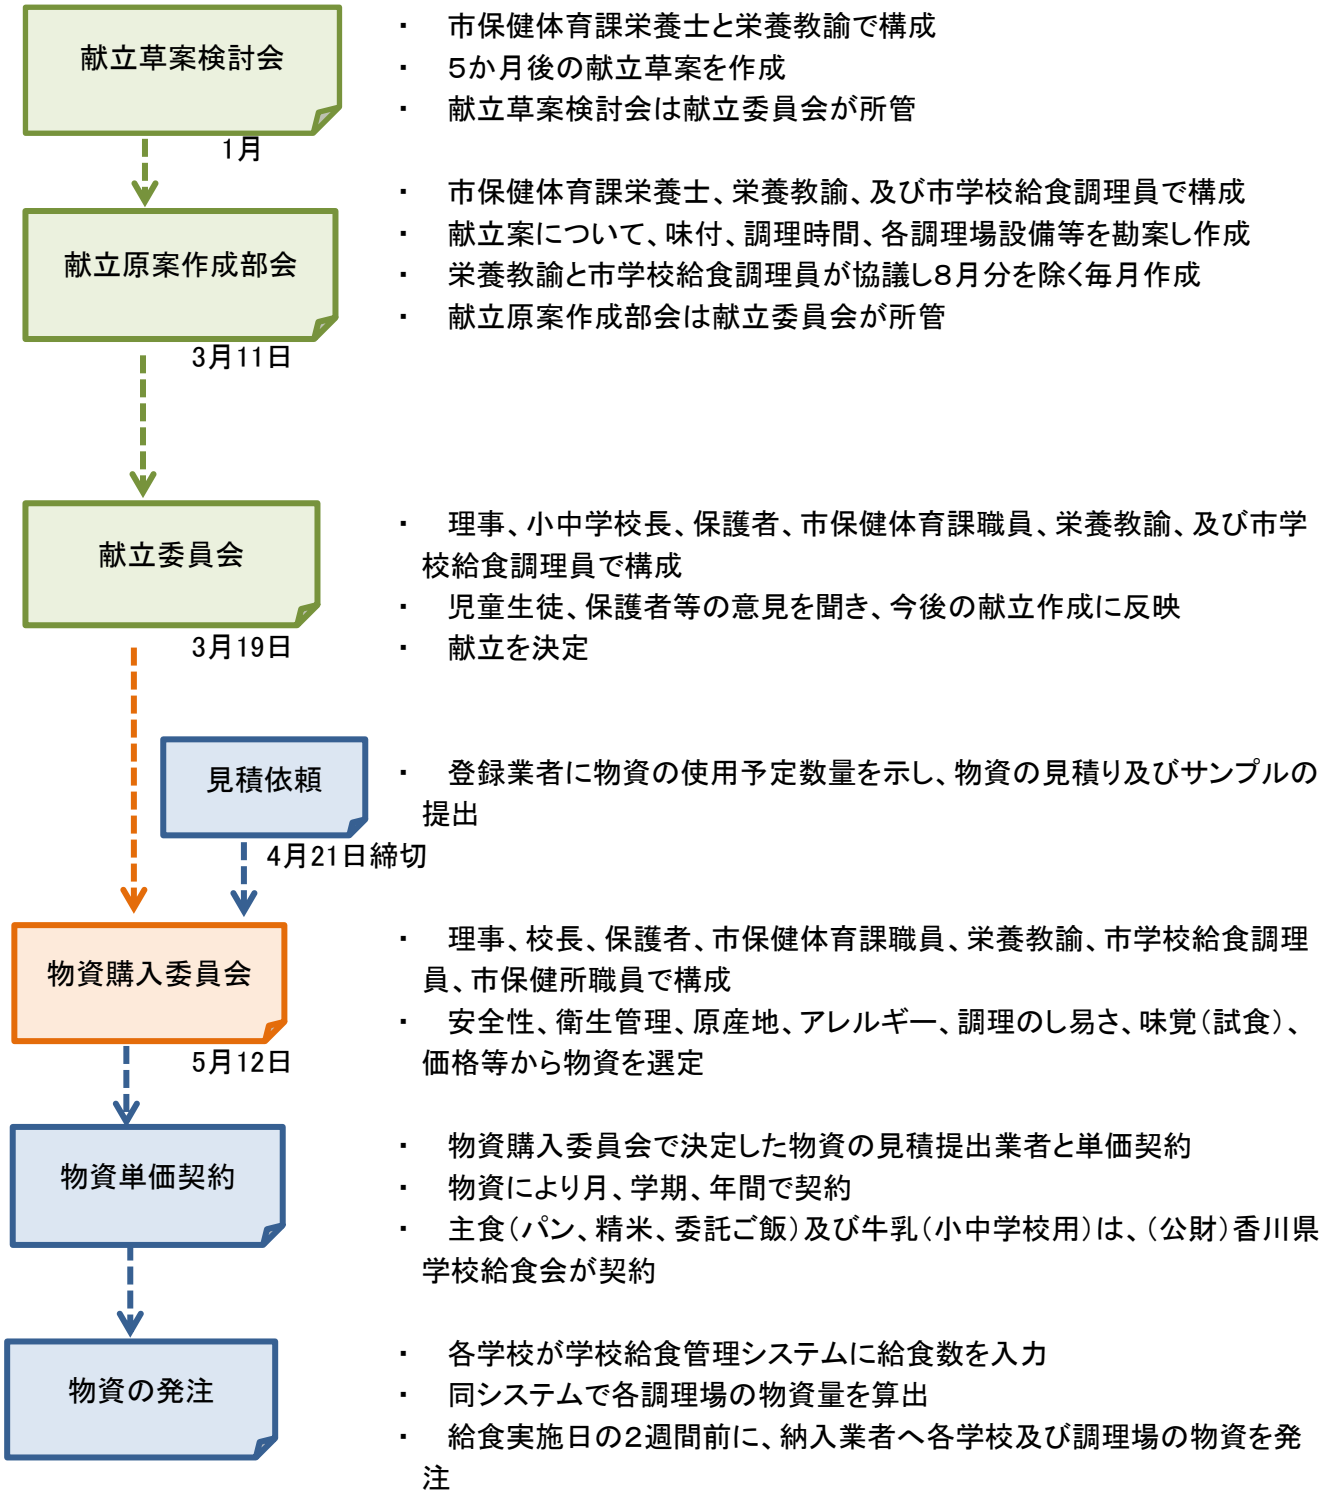 献立草案検討会
・　市保健体育課栄養士と栄養教諭で構成
・　5か月後の献立草案を作成
・　献立草案検討会は献立委員会が所管
1月
献立原案作成部会
・　市保健体育課栄養士、栄養教諭、及び市学校給食調理員で構成
・　献立案について、味付、調理時間、各調理場設備等を勘案し作成
・　栄養教諭と市学校給食調理員が協議し8月分を除く毎月作成
・　献立原案作成部会は献立委員会が所管
3月11日
献立委員会
・　理事、小中学校長、保護者、市保健体育課職員、栄養教諭、及び市学
校給食調理員で構成
・　児童生徒、保護者等の意見を聞き、今後の献立作成に反映
・　献立を決定
3月19日
見積依頼
・　登録業者に物資の使用予定数量を示し、物資の見積り及びサンプルの
提出
4月21日締切
物資購入委員会
・　理事、校長、保護者、市保健体育課職員、栄養教諭、市学校給食調理
員、市保健所職員で構成
・　安全性、衛生管理、原産地、アレルギー、調理のし易さ、味覚（試食）、
価格等から物資を選定
5月12日
物資単価契約
・　物資購入委員会で決定した物資の見積提出業者と単価契約
・　物資により月、学期、年間で契約
・　主食（パン、精米、委託ご飯）及び牛乳（小中学校用）は、（公財）香川県
学校給食会が契約
物資の発注
・　各学校が学校給食管理システムに給食数を入力
・　同システムで各調理場の物資量を算出
・　給食実施日の2週間前に、納入業者へ各学校及び調理場の物資を発
注